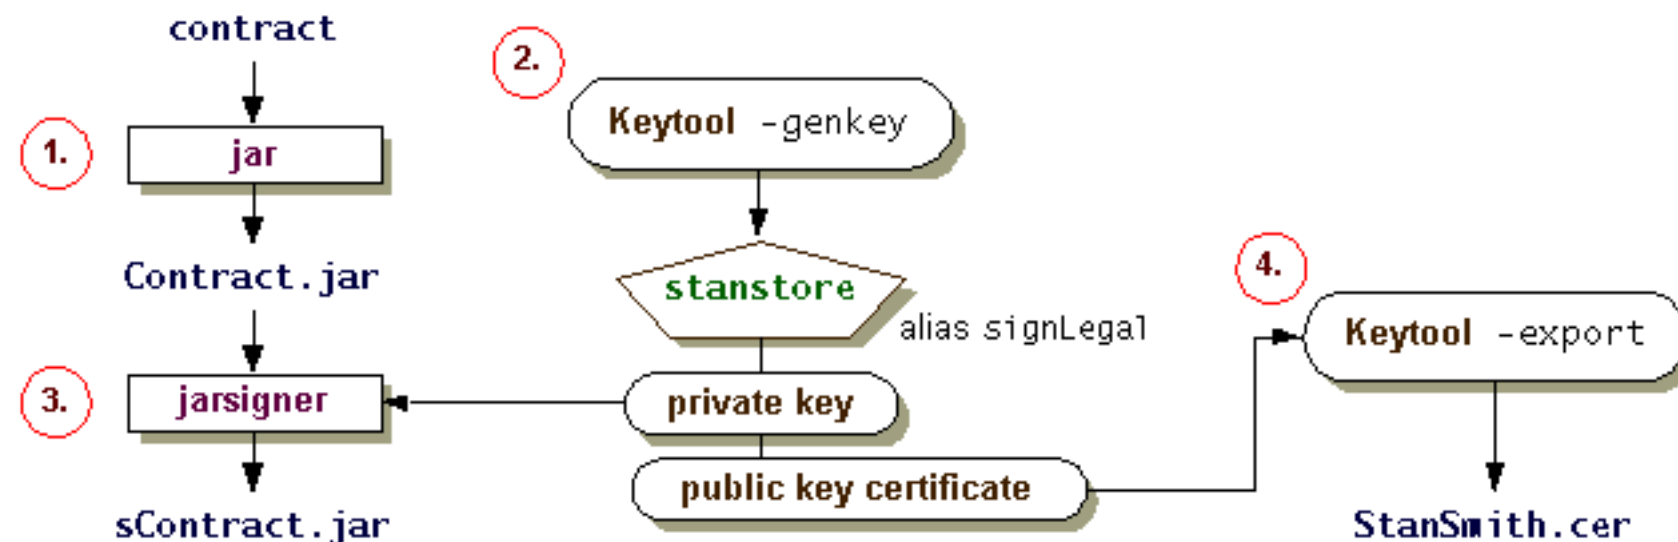 contract
1.
jar
Contract.jar
2.
Keytool -genkey
stanstore
alias signLegal
3.
jarsigner
private key
public key certificate
sContract.jar
4.
Keytool -export
StanSmith.cer